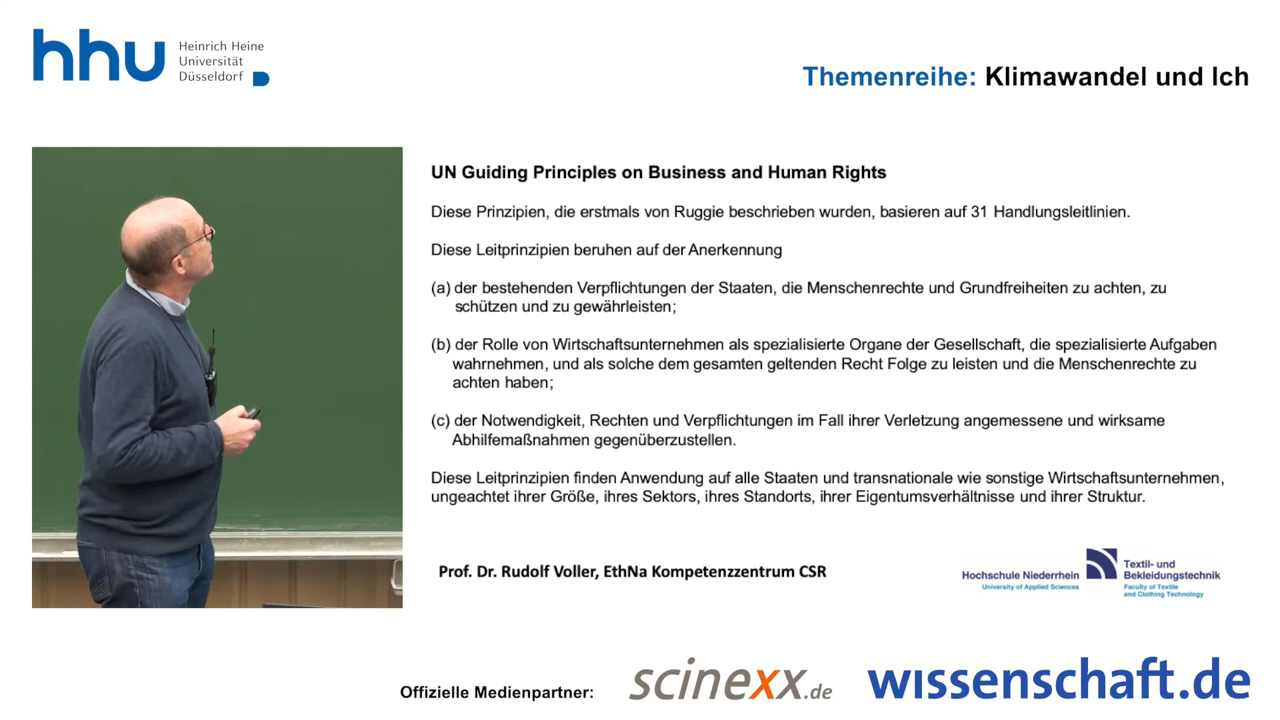 hhu Heinrich Heine
Universität
Düsseldorf
Themenreihe: Klimawandel und Ich
UN Guiding Principles on Business and Human Rights
Diese Prinzipien, die erstmals von Ruggie beschrieben wurden, basieren auf 31 Handlungsleitlinien.
Diese Leitprinzipien beruhen auf der Anerkennung
(a) der bestehenden Verpflichtungen der Staaten, die Menschenrechte und Grundfreiheiten zu achten, zu
schützen und zu gewährleisten;
(b) der Rolle von Wirtschaftsunternehmen als spezialisierte Organe der Gesellschaft, die spezialisierte Aufgaben
wahrnehmen, und als solche dem gesamten geltenden Recht Folge zu leisten und die Menschenrechte zu
achten haben;
(c) der Notwendigkeit, Rechten und Verpflichtungen im Fall ihrer Verletzung angemessene und wirksame
Abhilfemaßnahmen gegenüberzustellen.
Diese Leitprinzipien finden Anwendung auf alle Staaten und transnationale wie sonstige Wirtschaftsunternehmen,
ungeachtet ihrer Größe, ihres Sektors, ihres Standorts, ihrer Eigentumsverhältnisse und ihrer Struktur.
Prof. Dr. Rudolf Voller, EthNa Kompetenzzentrum CSR
Hochschule Niederrhein
University of Applied Sciences
Textil- und
Bekleidungstechnik
Faculty of Textile
and Clothing Technology
Offizielle Medienpartner: scinexx.de wissenschaft.de